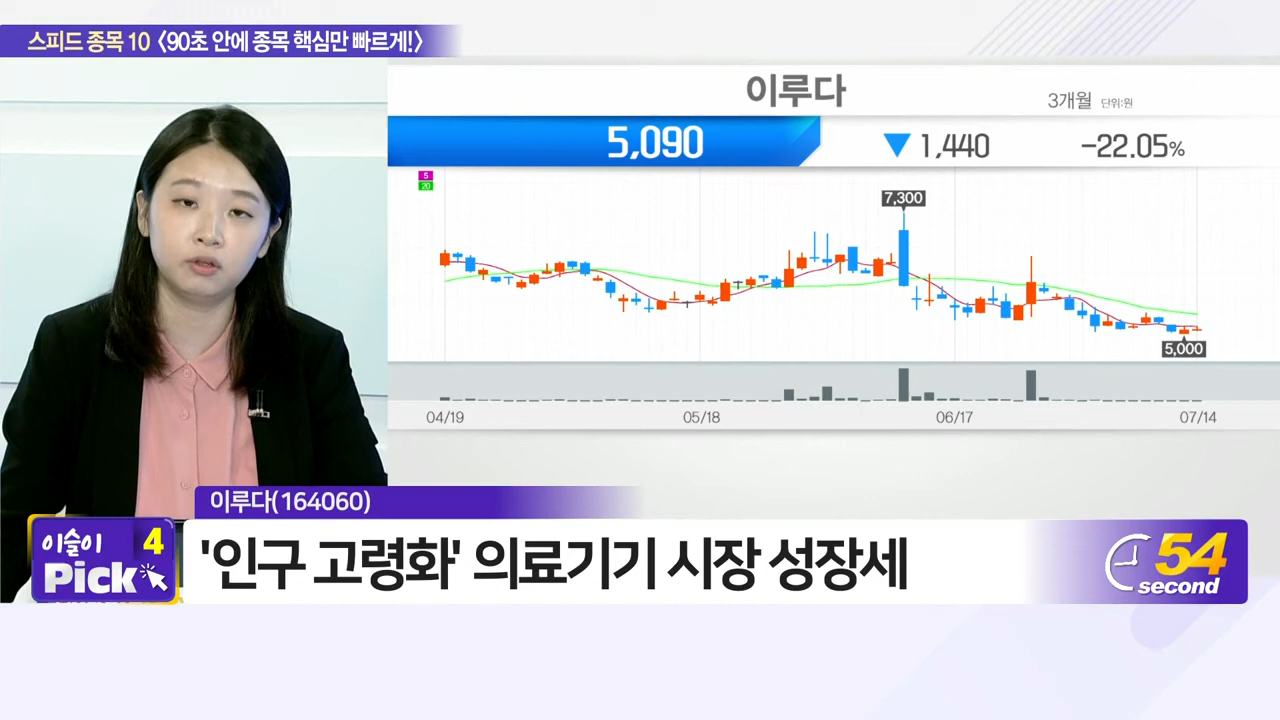 스피드 종목 10 <90초 안에 종목 핵심만 빠르게!>
이루다
3개월 단위:원
5,090 ▼ 1,440 -22.05%
5
20
7,300
5,000
04/19 05/18 06/17 07/14
이루다(164060)
이슬이 4
Pick
'인구 고령화' 의료기기 시장 성장세
54
second